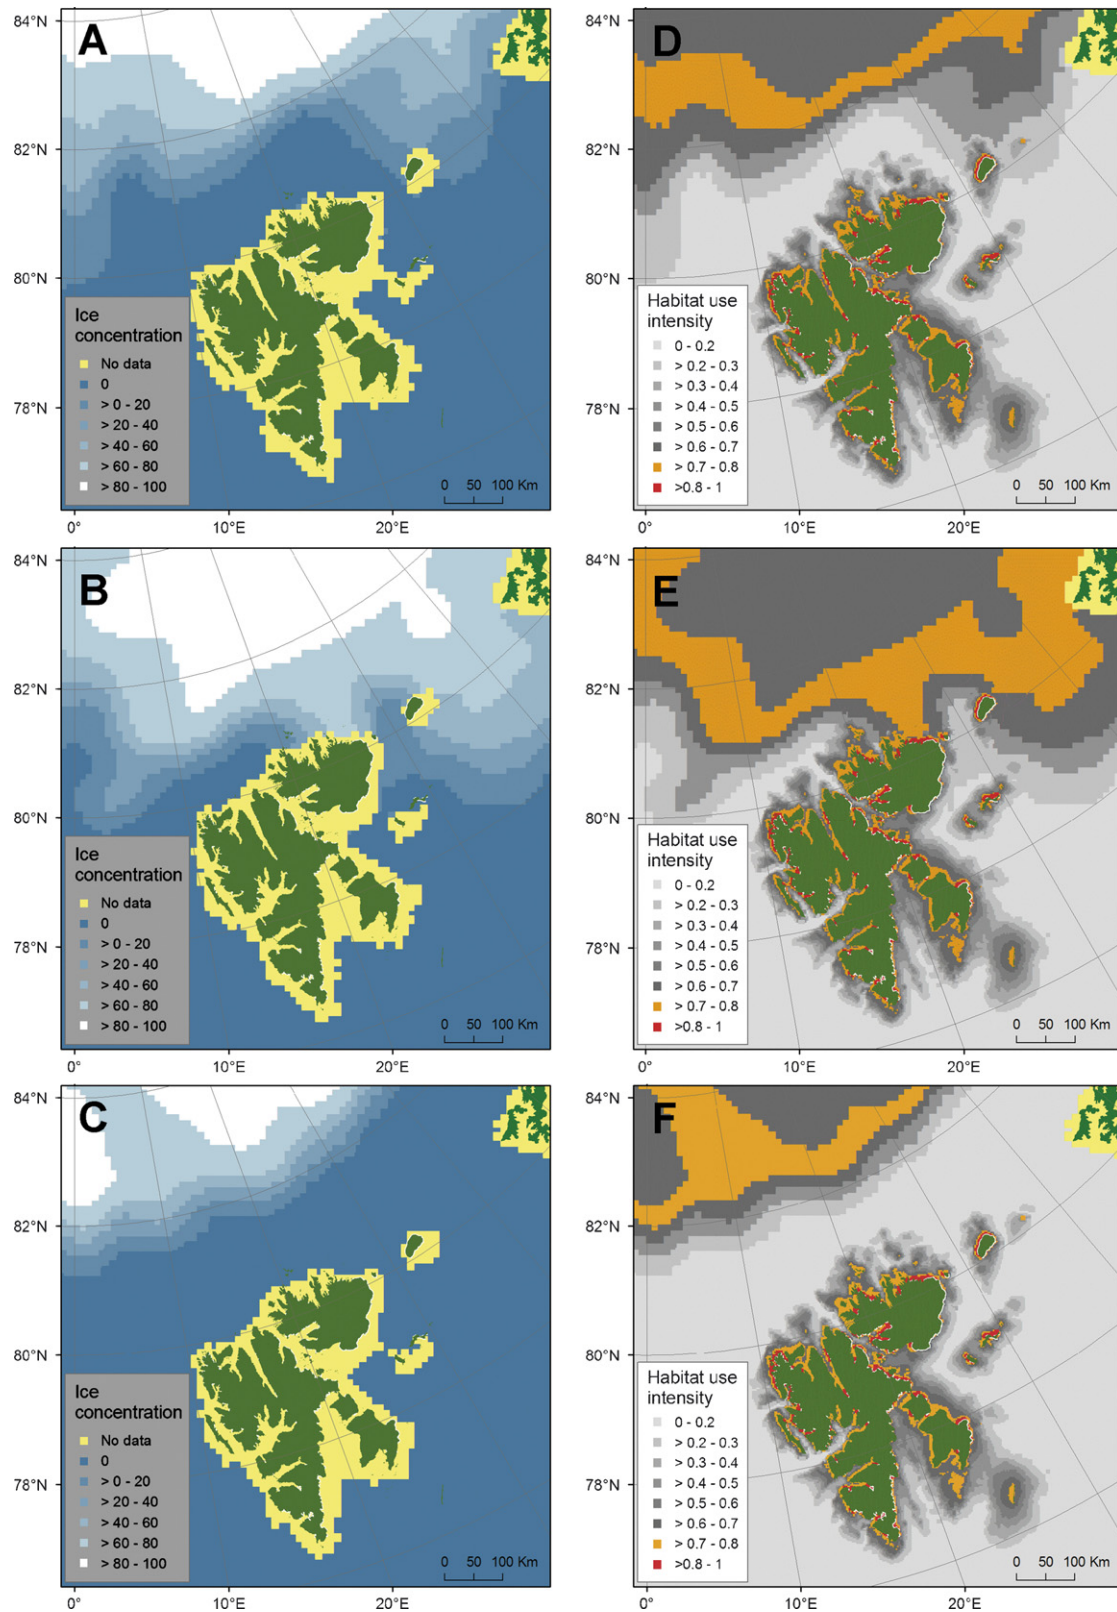 A
84°N
82°N
80°N
78°N
Ice
concentration
No data
0
> 0 - 20
> 20 - 40
> 40 - 60
> 60 - 80
> 80 - 100
0 50 100 Km
0°
10°E
20°E
D
84°N
82°N
80°N
78°N
Habitat use
intensity
0 - 0.2
> 0.2 - 0.3
> 0.3 - 0.4
> 0.4 - 0.5
> 0.5 - 0.6
> 0.6 - 0.7
> 0.7 - 0.8
>0.8 - 1
0 50 100 Km
0°
10°E
20°E
B
84°N
82°N
80°N
78°N
Ice
concentration
No data
0
> 0 - 20
> 20 - 40
> 40 - 60
> 60 - 80
> 80 - 100
0 50 100 Km
0°
10°E
20°E
E
84°N
82°N
80°N
78°N
Habitat use
intensity
0 - 0.2
> 0.2 - 0.3
> 0.3 - 0.4
> 0.4 - 0.5
> 0.5 - 0.6
> 0.6 - 0.7
> 0.7 - 0.8
>0.8 - 1
0 50 100 Km
0°
10°E
20°E
C
84°N
82°N
80°N
78°N
Ice
concentration
No data
0
> 0 - 20
> 20 - 40
> 40 - 60
> 60 - 80
> 80 - 100
0 50 100 Km
0°
10°E
20°E
F
84°N
82°N
80°N
78°N
Habitat use
intensity
0 - 0.2
> 0.2 - 0.3
> 0.3 - 0.4
> 0.4 - 0.5
> 0.5 - 0.6
> 0.6 - 0.7
> 0.7 - 0.8
>0.8 - 1
0 50 100 Km
0°
10°E
20°E